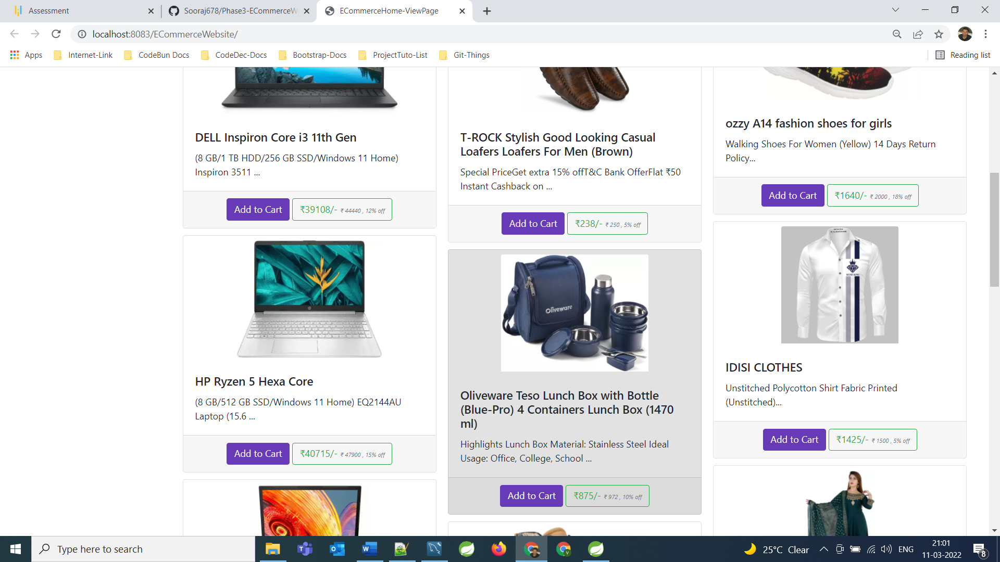 Assessment
Sooraj678/Phase3-ECommerceW
ECommerceHome-ViewPage
localhost:8083/ECommerceWebsite/
Apps
Internet-Link
CodeBun Docs
CodeDec-Docs
Bootstrap-Docs
ProjectTuto-List
Git-Things
Reading list
DELL Inspiron Core i3 11th Gen
(8 GB/1 TB HDD/256 GB SSD/Windows 11 Home)
Inspiron 3511 ...
Add to Cart
₹39108/- ₹ 44440 , 12% off
HP Ryzen 5 Hexa Core
(8 GB/512 GB SSD/Windows 11 Home) EQ2144AU
Laptop (15.6 ...
Add to Cart
₹40715/- ₹ 47900 , 15% off
T-ROCK Stylish Good Looking Casual
Loafers Loafers For Men (Brown)
Special PriceGet extra 15% offT&C Bank OfferFlat ₹50
Instant Cashback on ...
Add to Cart
₹238/- ₹ 250 , 5% off
Oliveware
Oliveware Teso Lunch Box with Bottle
(Blue-Pro) 4 Containers Lunch Box (1470
ml)
Highlights Lunch Box Material: Stainless Steel Ideal
Usage: Office, College, School ...
Add to Cart
₹875/- ₹ 972 , 10% off
ozzy A14 fashion shoes for girls
Walking Shoes For Women (Yellow) 14 Days Return
Policy...
Add to Cart
₹1640/- ₹ 2000 , 18% off
IDISI CLOTHES
Unstitched Polycotton Shirt Fabric Printed
(Unstitched)...
Add to Cart
₹1425/- ₹ 1500 , 5% off
Type here to search
25°C Clear
ENG
21:01
11-03-2022
8